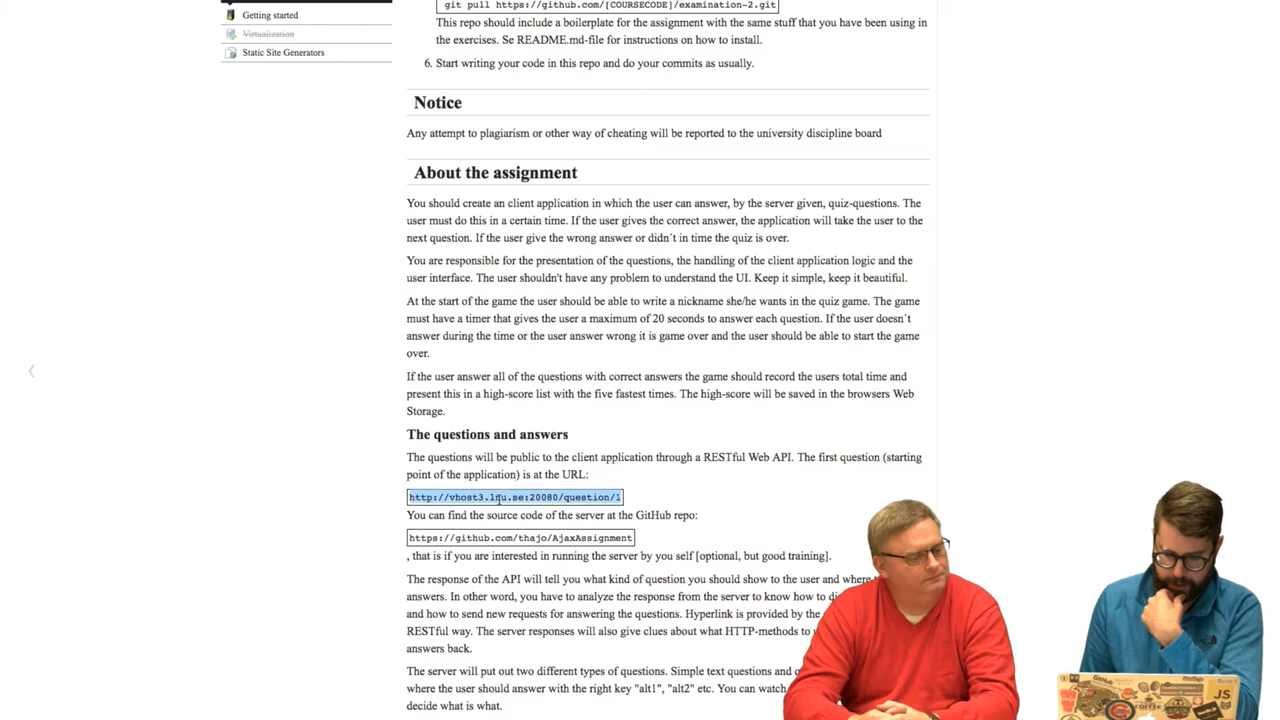 Getting started
Virtualization
Static Site Generators
git pull https://github.com/[COURSECODE]/examination-2.git
This repo should include a boilerplate for the assignment with the same stuff that you have been using in
the exercises. Se README.md-file for instructions on how to install.
6. Start writing your code in this repo and do your commits as usually.
Notice
Any attempt to plagiarism or other way of cheating will be reported to the university discipline board
About the assignment
You should create an client application in which the user can answer, by the server given, quiz-questions. The
user must do this in a certain time. If the user gives the correct answer, the application will take the user to the
next question. If the user give the wrong answer or didn´t in time the quiz is over.
You are responsible for the presentation of the questions, the handling of the client application logic and the
user interface. The user shouldn't have any problem to understand the UI. Keep it simple, keep it beautiful.
At the start of the game the user should be able to write a nickname she/he wants in the quiz game. The game
must have a timer that gives the user a maximum of 20 seconds to answer each question. If the user doesn´t
answer during the time or the user answer wrong it is game over and the user should be able to start the game
over.
If the user answer all of the questions with correct answers the game should record the users total time and
present this in a high-score list with the five fastest times. The high-score will be saved in the browsers Web
Storage.
The questions and answers
The questions will be public to the client application through a RESTful Web API. The first question (starting
point of the application) is at the URL:
http://vhost3.lnu.se:20080/question/1
You can find the source code of the server at the GitHub repo:
https://github.com/thajo/AjaxAssignment
, that is if you are interested in running the server by you self [optional, but good training].
The response of the API will tell you what kind of question you should show to the user and where
answers. In other word, you have to analyze the response from the server to know how to
and how to send new requests for answering the questions. Hyperlink is provided by the
RESTful way. The server responses will also give clues about what HTTP-methods to
answers back.
The server will put out two different types of questions. Simple text questions and
where the user should answer with the right key "alt1", "alt2" etc. You can watch
decide what is what.
JS